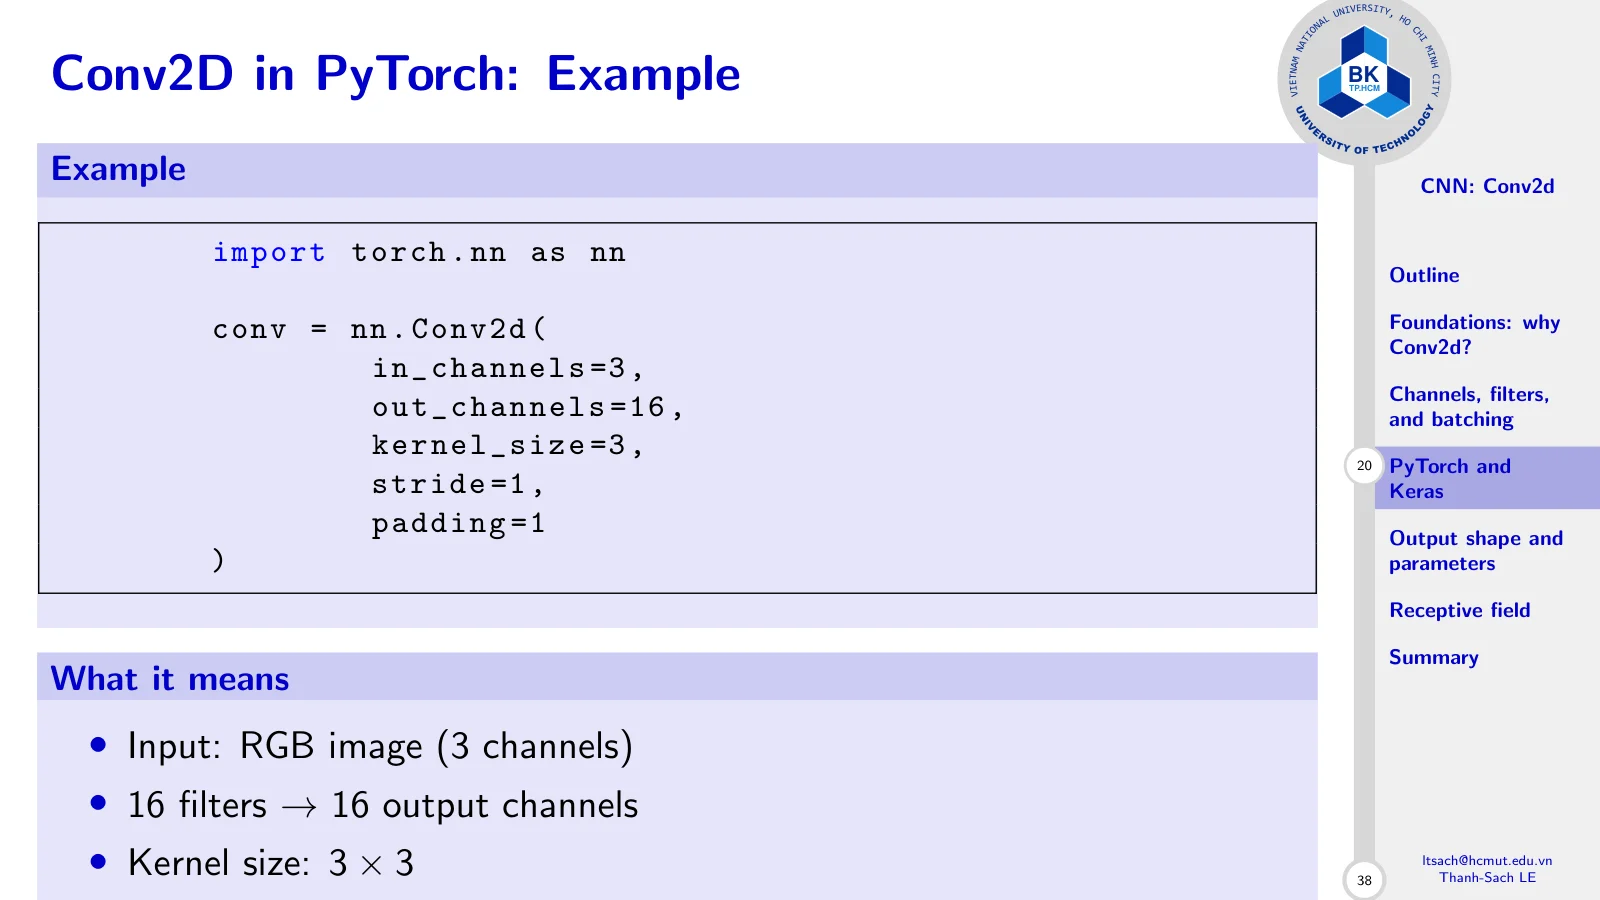 Conv2D in PyTorch: Example
Example
import torch.nn as nn
conv = nn.Conv2d(
in_channels=3,
out_channels=16,
kernel_size=3,
stride=1,
padding=1
)
What it means
• Input: RGB image (3 channels)
• 16 filters → 16 output channels
• Kernel size: 3 × 3
VIETNAM NATIONAL UNIVERSITY, HO CHI MINH CITY
BK
TP.HCM
UNIVERSITY OF TECHNOLOGY
CNN: Conv2d
Outline
Foundations: why
Conv2d?
Channels, filters,
and batching
20
PyTorch and
Keras
Output shape and
parameters
Receptive field
Summary
ltsach@hcmut.edu.vn
Thanh-Sach LE
38